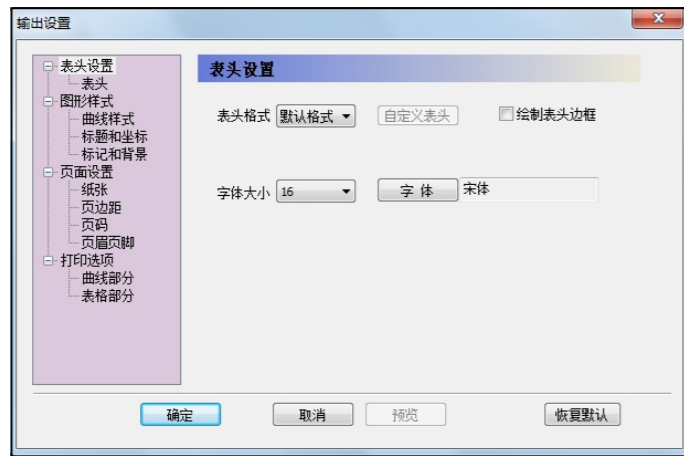 输出设置
表头设置
表头
图形样式
曲线样式
标题和坐标
标记和背景
页面设置
纸张
页边距
页码
页眉页脚
打印选项
曲线部分
表格部分
表头设置
表头格式 默认格式 自定义表头 绘制表头边框
字体大小 16 字 体 宋体
确定 取消 预览 恢复默认